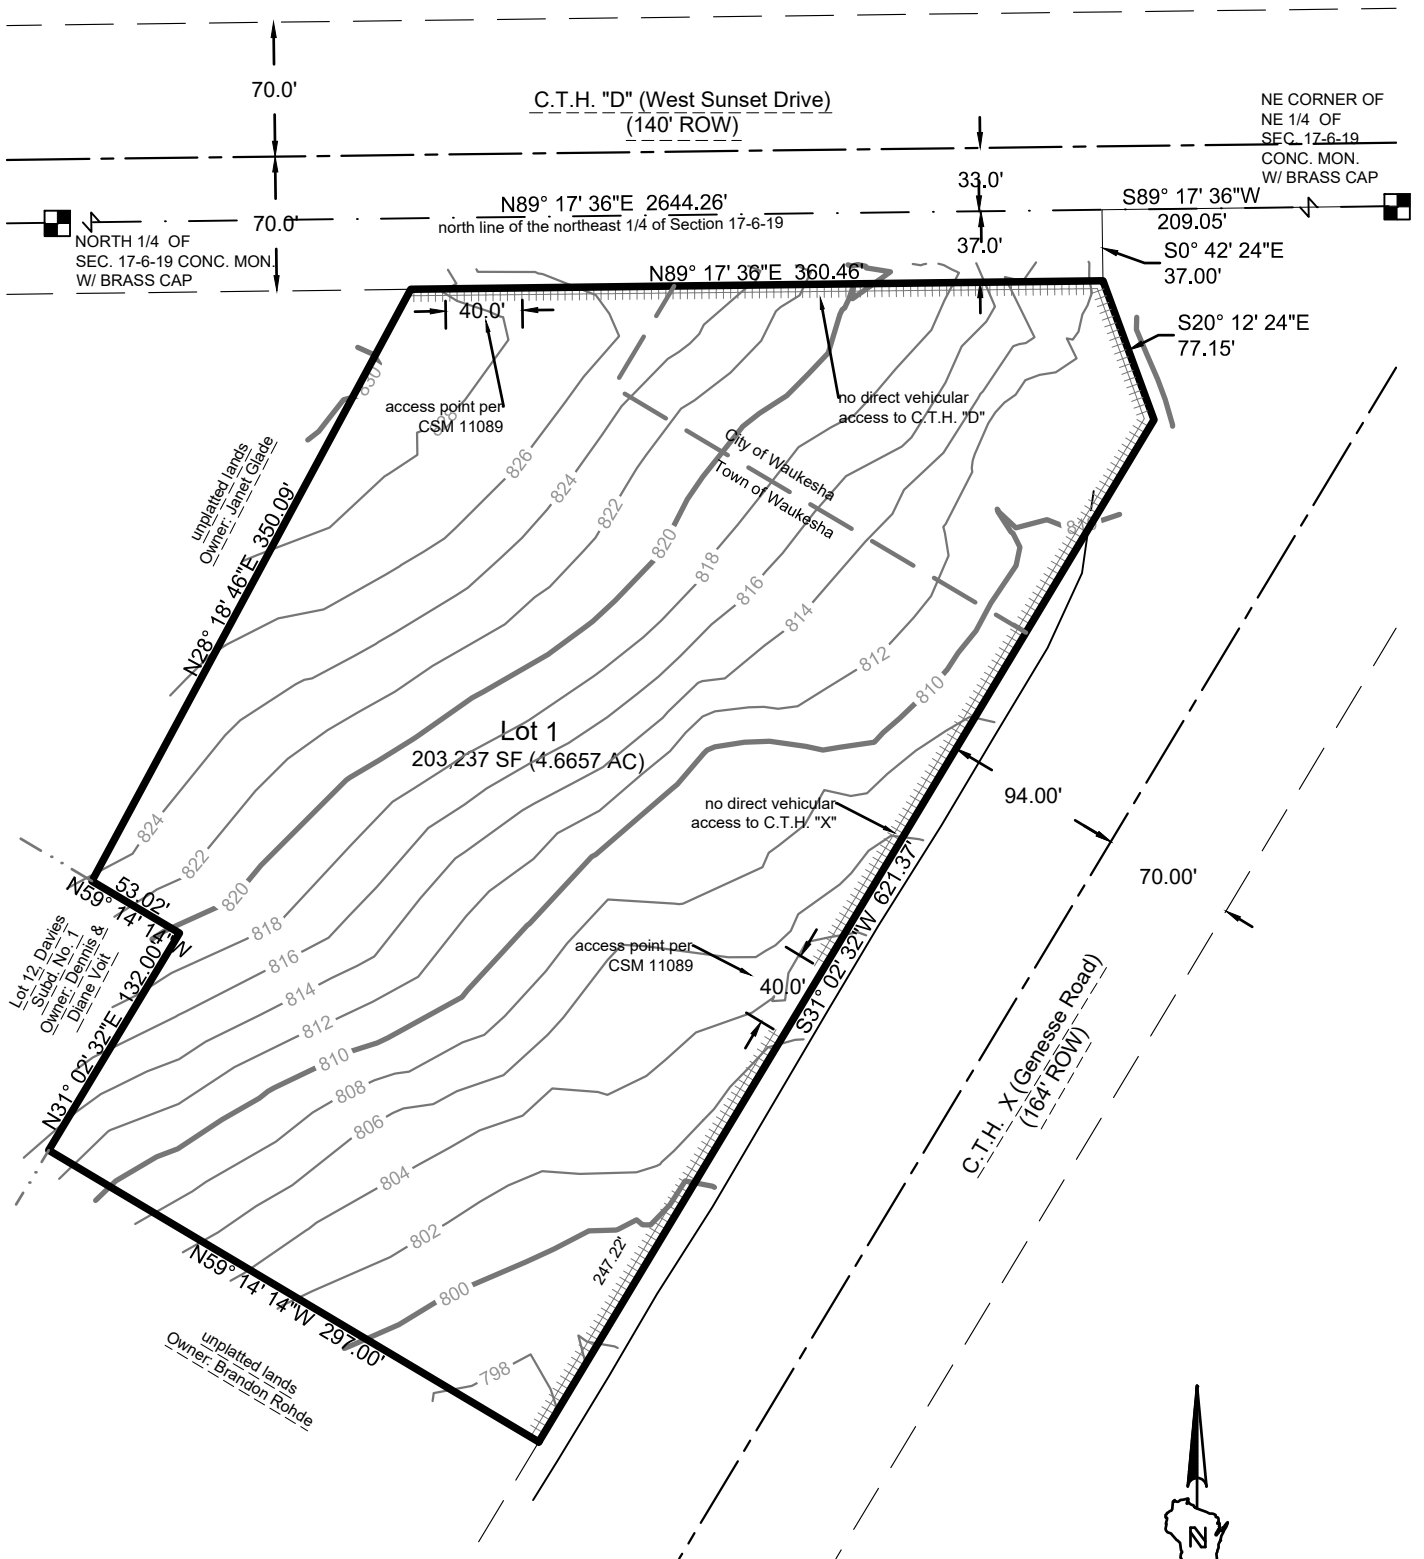 70.0'
C.T.H. "D" (West Sunset Drive)
(140' ROW)
NE CORNER OF
NE 1/4 OF
SEC. 17-6-19
CONC. MON.
W/ BRASS CAP
33.0'
N89° 17' 36"E 2644.26'
north line of the northeast 1/4 of Section 17-6-19
S89° 17' 36"W
209.05'
70.0'
NORTH 1/4 OF
SEC. 17-6-19 CONC. MON.
W/ BRASS CAP
37.0'
S0° 42' 24"E
37.00'
N89° 17' 36"E 360.46'
40.0'
S20° 12' 24"E
77.15'
830
access point per
CSM 11089
828
no direct vehicular
access to C.T.H. "D"
City of Waukesha
Town of Waukesha
unplatted lands
Owner: Janet Glade
N28° 18' 46"E 350.09'
826
824
822
820
818
816
814
812
810
8
Lot 1
203,237 SF (4.6657 AC)
no direct vehicular
access to C.T.H. "X"
94.00'
70.00'
824
822
820
818
816
814
812
810
808
806
804
802
800
798
53.02'
N59° 14' 14"W
Lot 12, Davies
Subd. No. 1
Owner: Dennis &
Diane Voit
N31° 02' 32"E 132.00'
access point per
CSM 11089
40.0'
S31° 02' 32"W 621.37'
C.T.H. X (Genesse Road)
(164' ROW)
247.22'
N59° 14' 14"W 297.00'
unplatted lands
Owner: Brandon Rohde
N